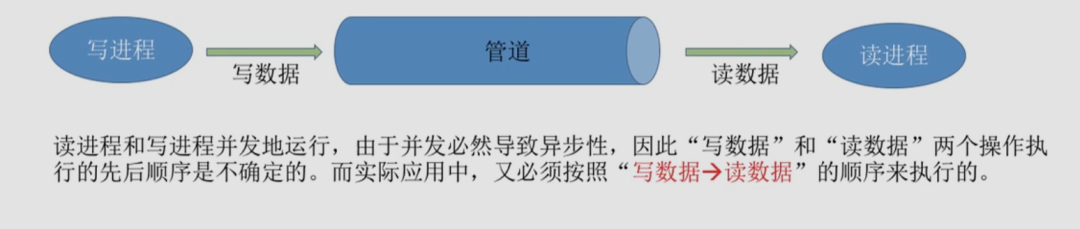 写进程
写数据
管道
读数据
读进程
读进程和写进程并发地运行，由于并发必然导致异步性，因此“写数据”和“读数据”两个操作执
行的先后顺序是不确定的。而实际应用中，又必须按照“写数据→读数据”的顺序来执行的。